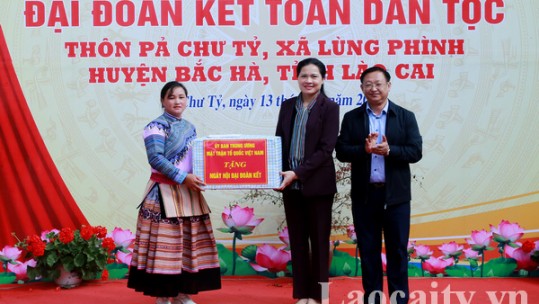 ĐẠI ĐOÀN KẾT TOÀN DÂN TỘC
THÔN PẢ CHƯ TỶ, XÃ LÙNG PHÌNH
HUYỆN BẮC HÀ, TỈNH LÀO CAI
Chư Tỷ, ngày 13
ỦY BAN TRUNG ƯƠNG
MẶT TRẬN TỔ QUỐC VIỆT NAM
TẶNG
NGÀY HỘI ĐẠI ĐOÀN KẾT
Laocaitv.vn